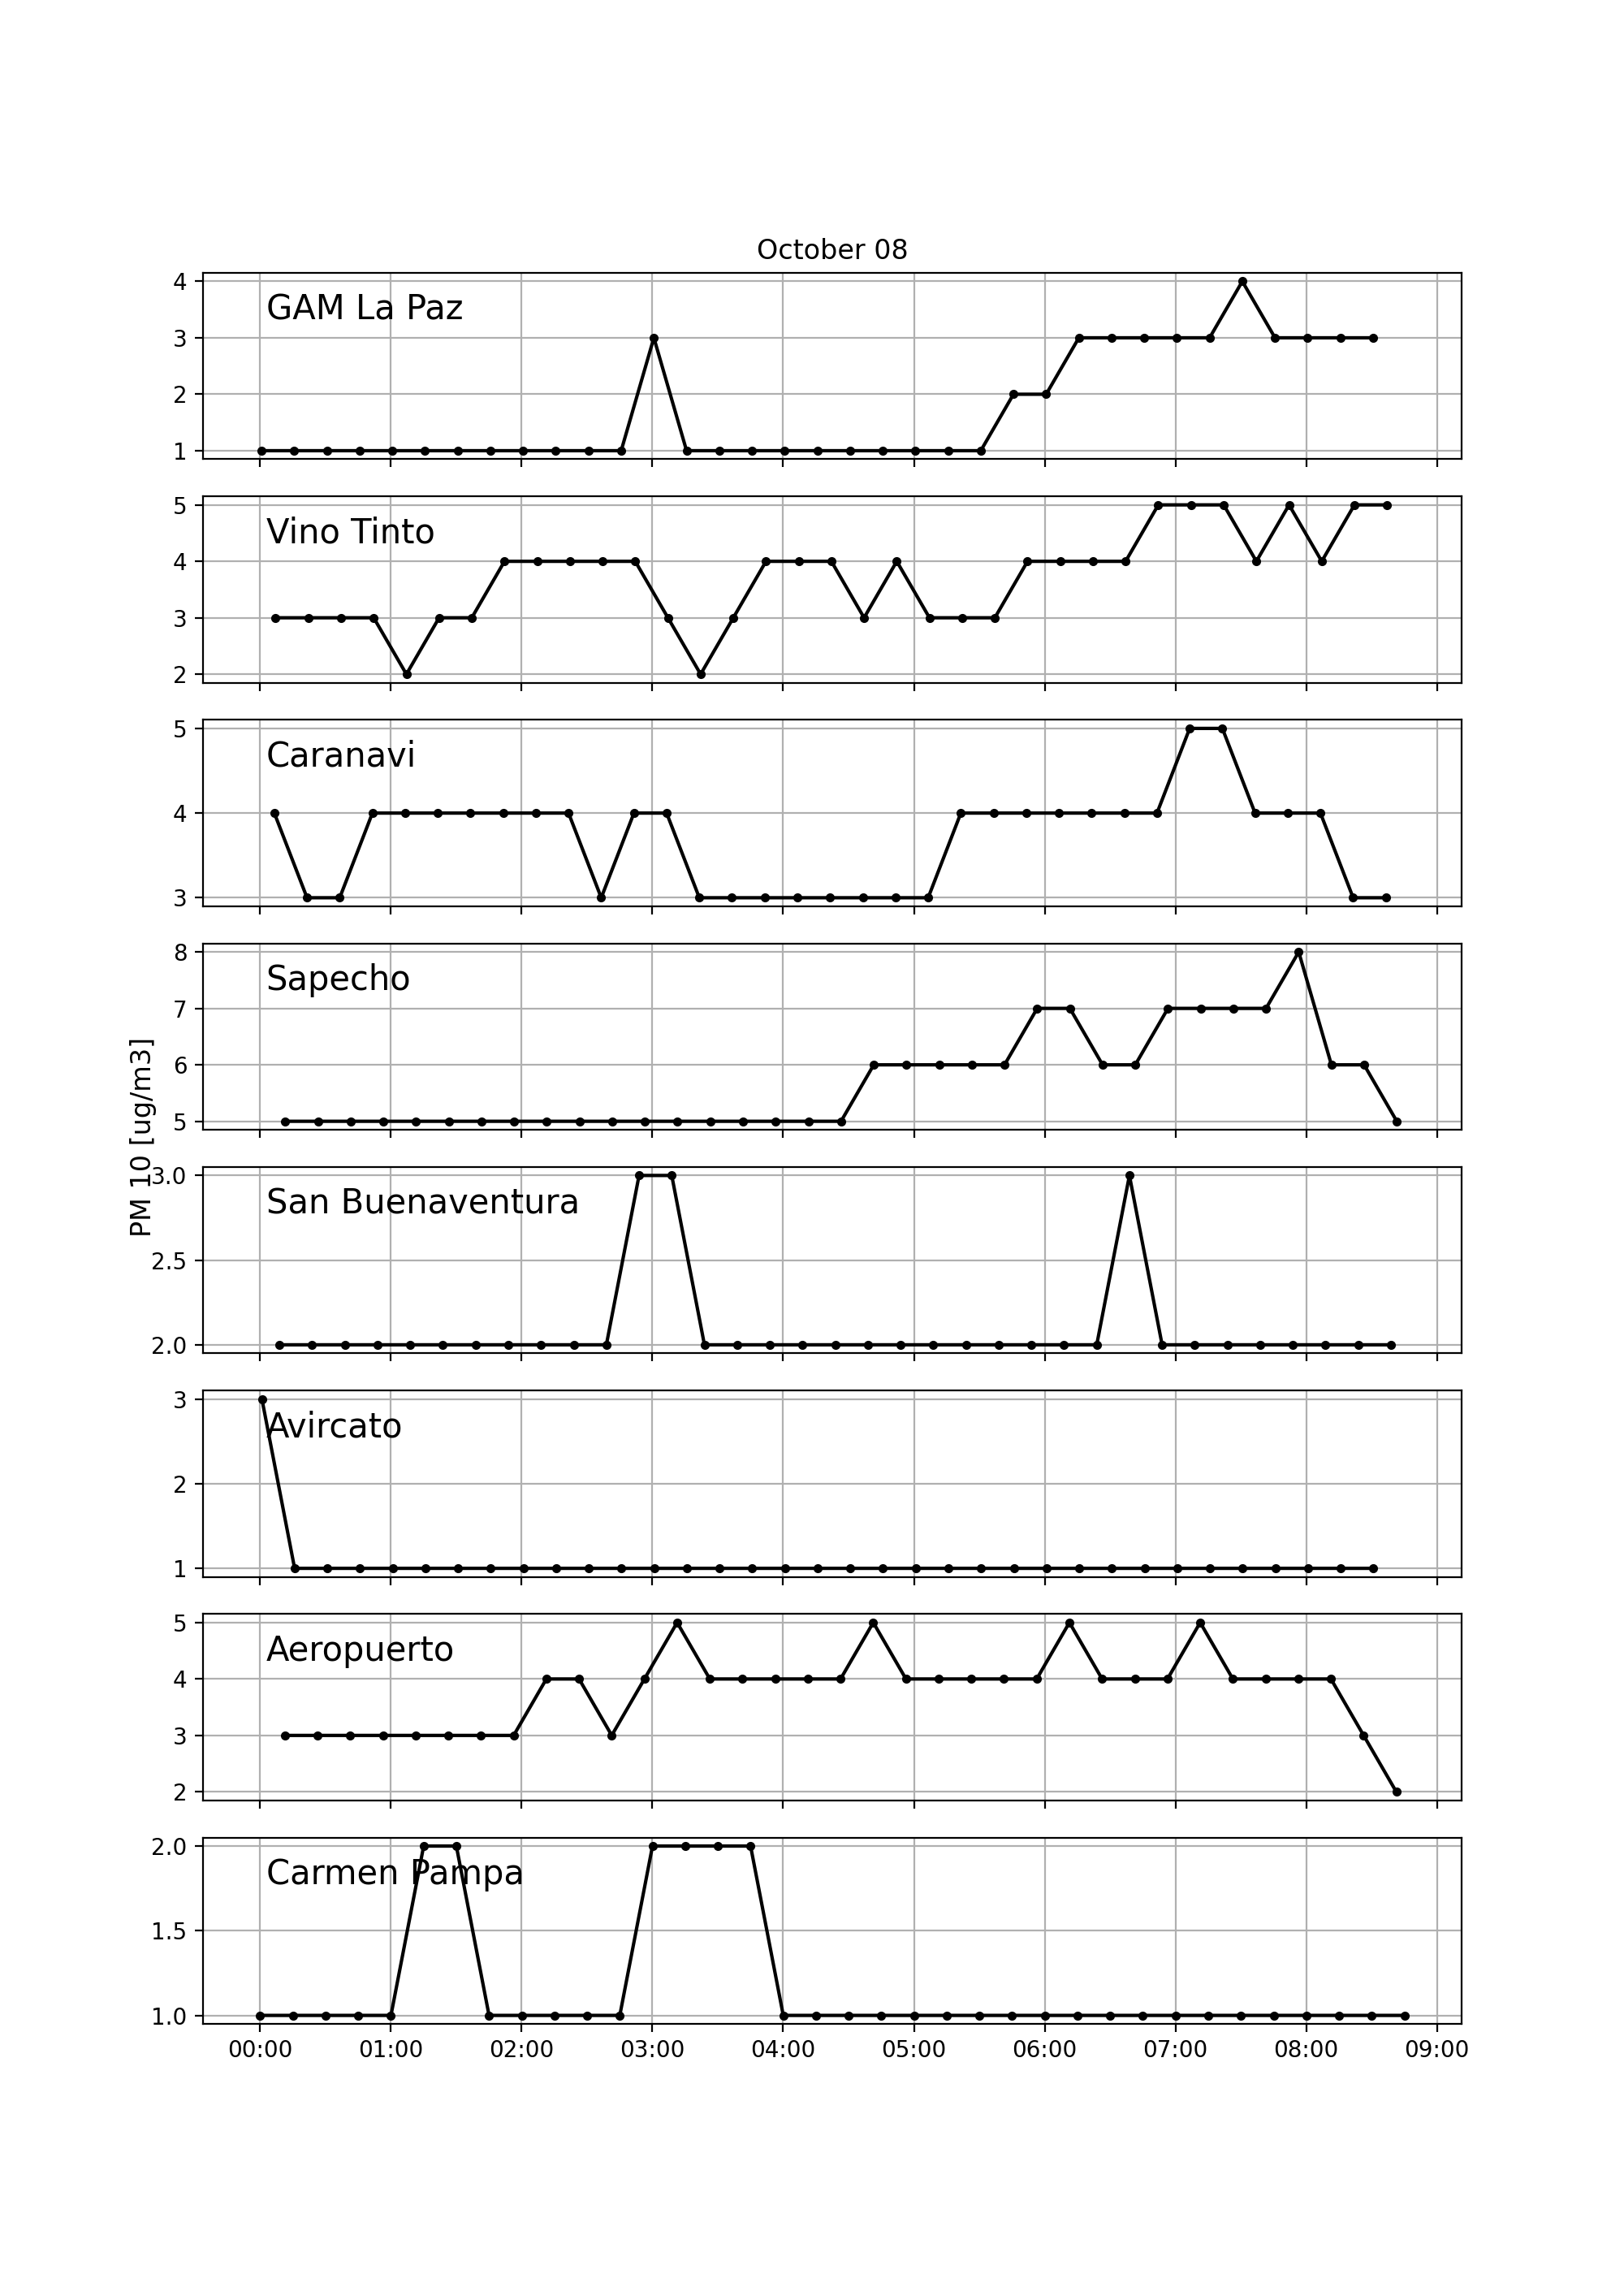 October 08
4
GAM La Paz
3
2
1
5
Vino Tinto
4
3
2
5
Caranavi
4
3
8
Sapecho
7
6
5
PM 10 [ug/m3]
3.0
San Buenaventura
2.5
2.0
3
Avircato
2
1
5
Aeropuerto
4
3
2
2.0
Carmen Pampa
1.5
1.0
00:00 01:00 02:00 03:00 04:00 05:00 06:00 07:00 08:00 09:00